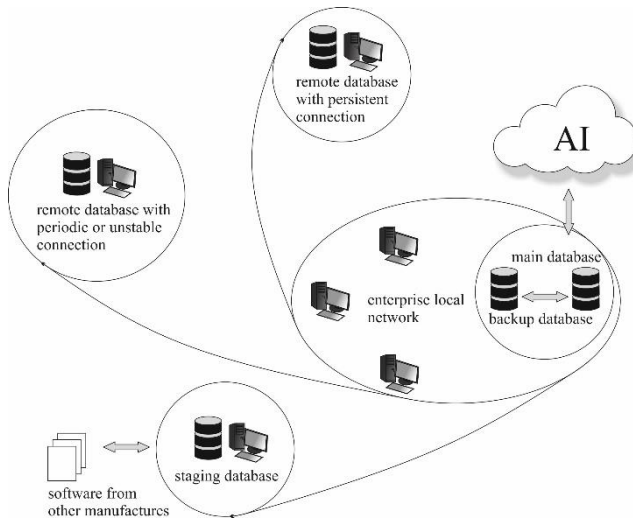 remote database
with persistent
connection
AI
remote database with
periodic or unstable
connection
main database
enterprise local
network
backup database
staging database
software from
other manufactures